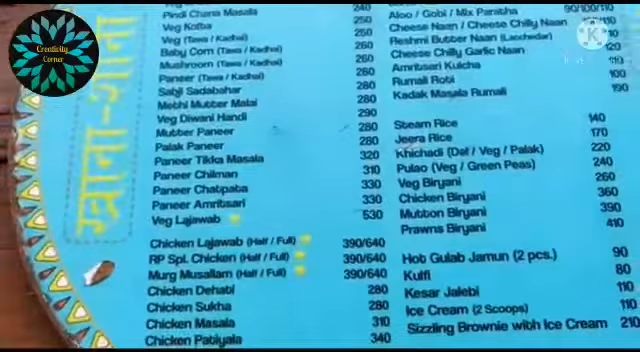 Creativity
Corner
खाना-गाना
Pindi Chana Masala 240
Veg Kofta 250
Veg (Tawa / Kadhai) 250
Baby Corn (Tawa / Kadhai) 260
Mushroom (Tawa / Kadhai) 260
Paneer (Tawa / Kadhai) 260
Sabji Sadabahar 280
Methi Mutter Malai 280
Veg Diwani Handi 290
Mutter Paneer 280
Palak Paneer 280
Paneer Tikka Masala 320
Paneer Chilman 310
Paneer Chatpata 330
Paneer Amritsari 330
Veg Lajawab 530
Chicken Lajawab (Half / Full) 390/640
RP Spl. Chicken (Half / Full) 390/640
Murg Musallam (Half / Full) 390/640
Chicken Dehati 280
Chicken Sukha 280
Chicken Masala 310
Chicken Patiyala 340
Aloo / Gobi / Mix Parat​ha 90/100/110
Cheese Naan / Cheese Chilly Naan
Reshmi Butter Naan (Lacchedar)
Cheese Chilly Garlic Naan 120
Amritsari Kulcha 110
Rumali Roti 100
Kadak Masala Rumali 190
Steam Rice 140
Jeera Rice 170
Khichadi (Dal / Veg / Palak) 220
Pulao (Veg / Green Peas) 240
Veg Biryani 260
Chicken Biryani 360
Mutton Biryani 390
Prawns Biryani 410
Hot Gulab Jamun (2 pcs.) 90
Kulfi 80
Kesar Jalebi 110
Ice Cream (2 Scoops) 110
Sizzling Brownie with Ice Cream 210